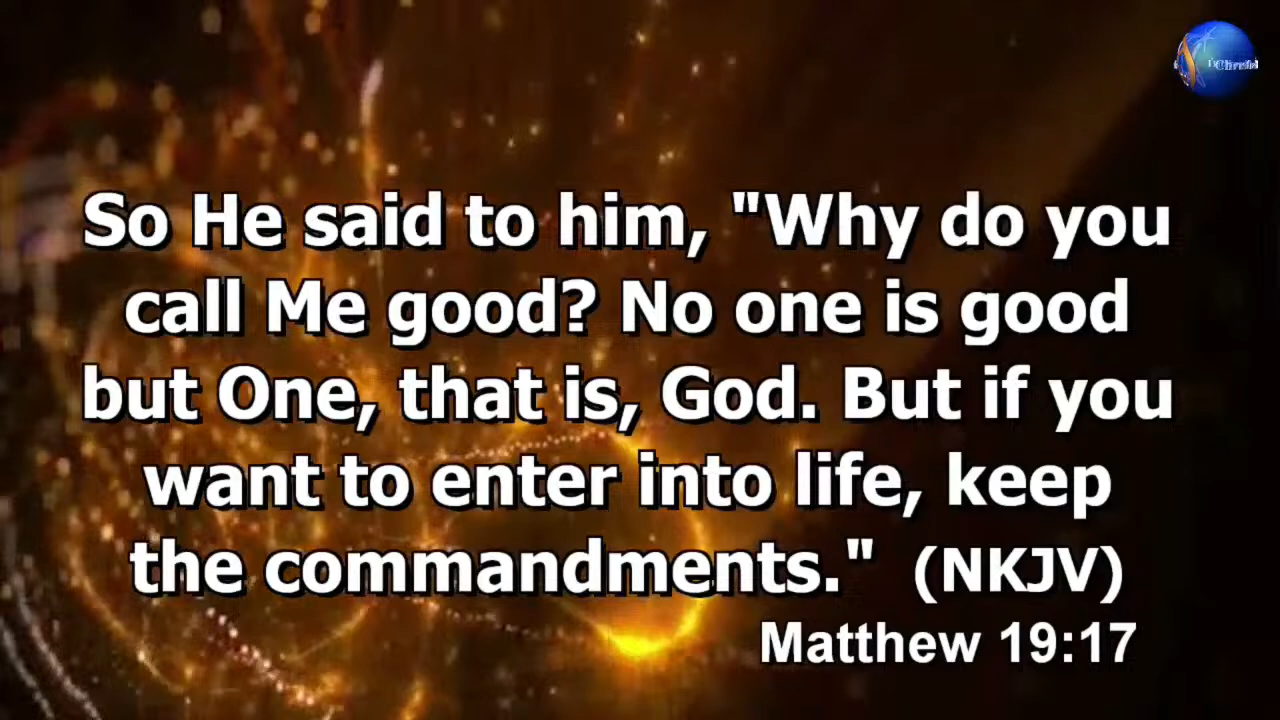 So He said to him, "Why do you
call Me good? No one is good
but One, that is, God. But if you
want to enter into life, keep
the commandments." (NKJV)
Matthew 19:17